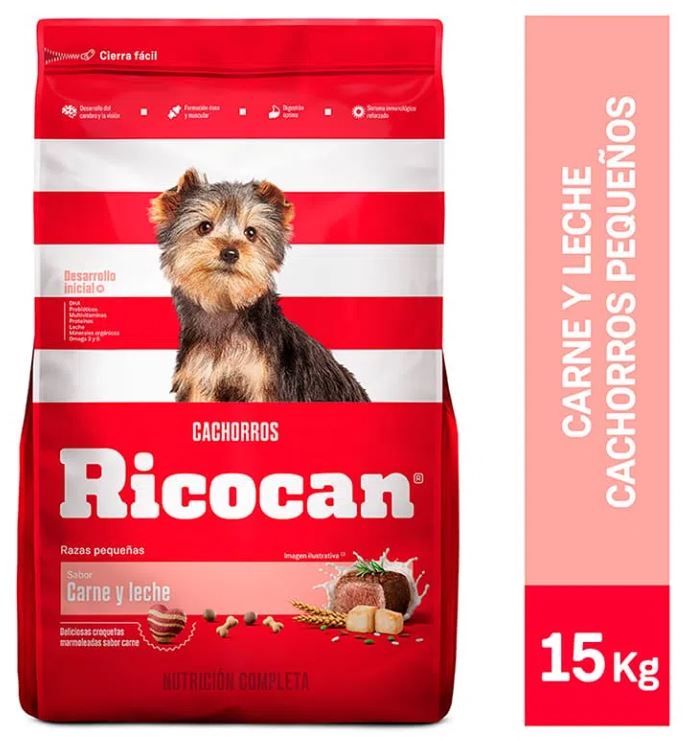 Cierra fácil
Desarrollo del
cerebro y la visión
Formación ósea
y muscular
Digestión
óptima
Sistema inmunológico
reforzado
Desarrollo
inicial
DHA
Prebióticos
Multivitaminas
Proteínas
Leche
Minerales orgánicos
Omega 3 y 6
CACHORROS
Ricocan®
Razas pequeñas
Imagen ilustrativa
Sabor
Carne y leche
Deliciosas croquetas
marmoleadas sabor carne
NUTRICIÓN COMPLETA
CARNE Y LECHE
CACHORROS PEQUEÑOS
15 Kg